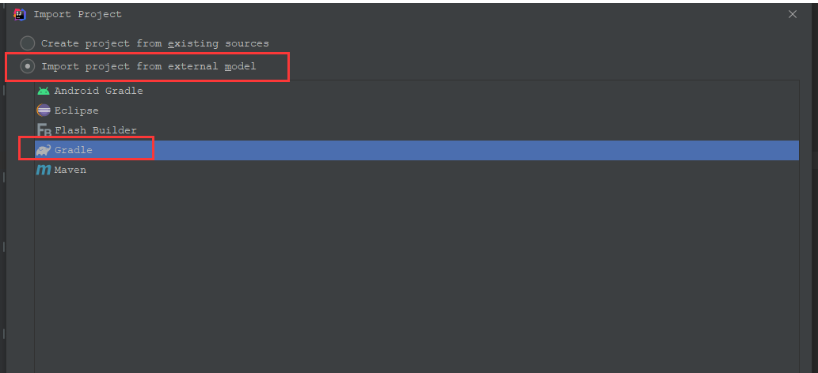 Import Project
Create project from existing sources
Import project from external model
Android Gradle
Eclipse
FB Flash Builder
Gradle
m Maven